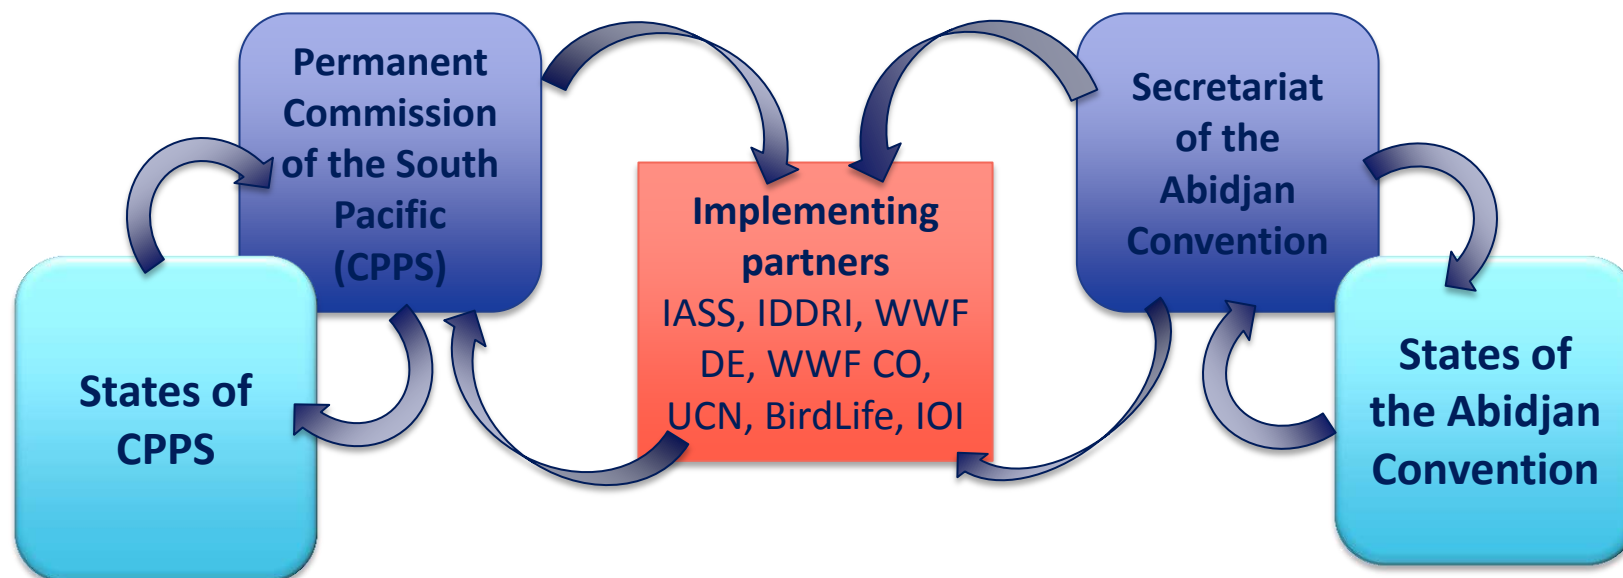 Permanent
Commission
of the South
Pacific
(CPPS)
States of
CPPS
Implementing
partners
IASS, IDDRI, WWF
DE, WWF CO,
UCN, BirdLife, IOI
Secretariat
of the
Abidjan
Convention
States of
the Abidjan
Convention